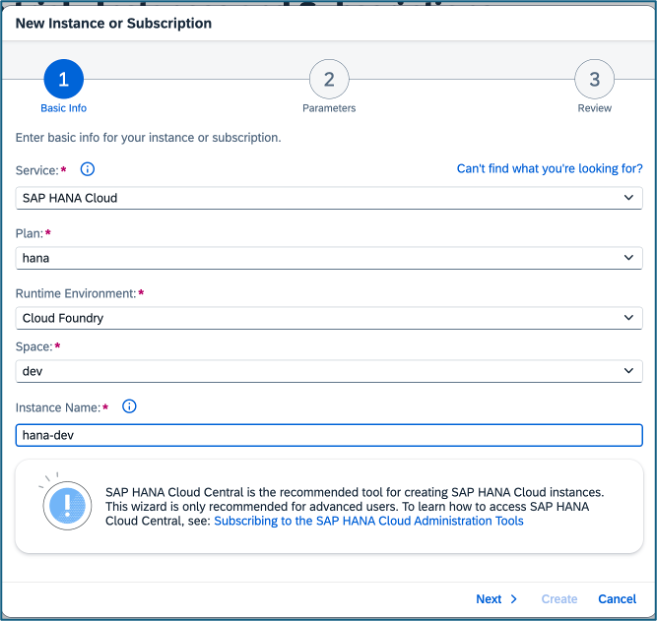 New Instance or Subscription
1
2
3
Basic Info
Parameters
Review
Enter basic info for your instance or subscription.
Service:*
Can't find what you're looking for?
SAP HANA Cloud
Plan:*
hana
Runtime Environment:*
Cloud Foundry
Space:*
dev
Instance Name:*
hana-dev
SAP HANA Cloud Central is the recommended tool for creating SAP HANA Cloud instances.
This wizard is only recommended for advanced users. To learn how to access SAP HANA
Cloud Central, see: Subscribing to the SAP HANA Cloud Administration Tools
Next
Create
Cancel